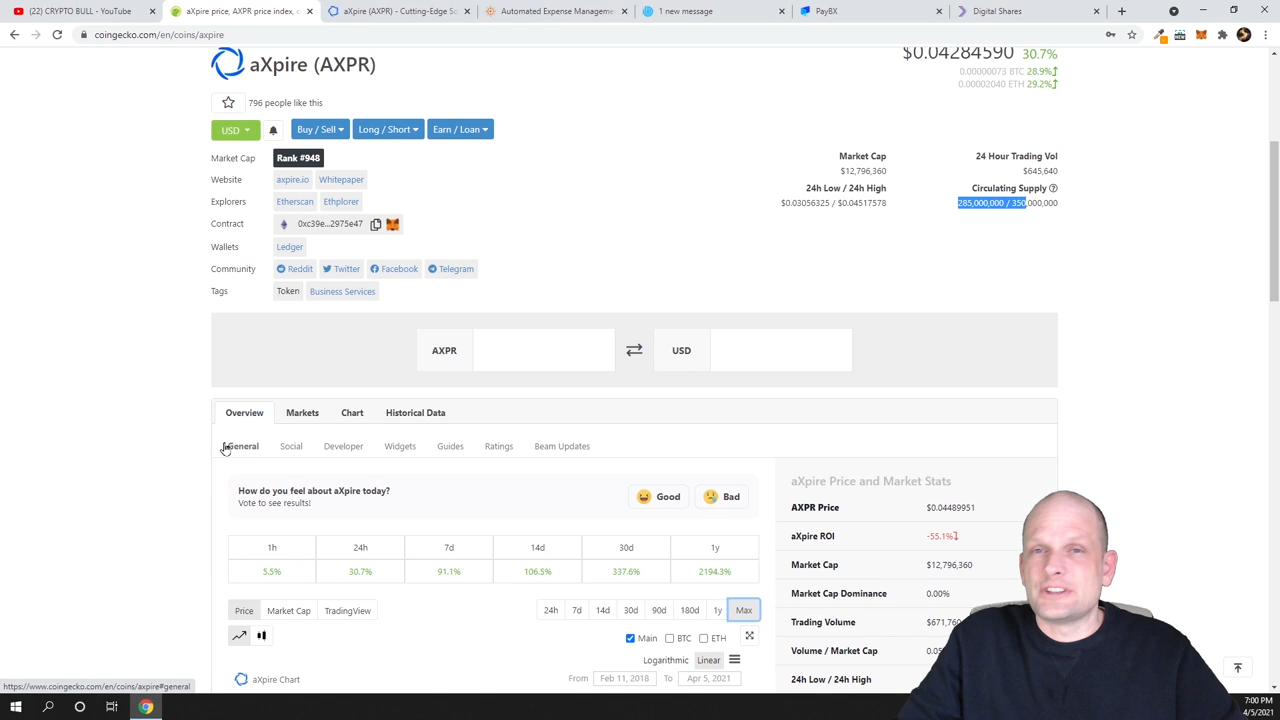 (22) CRYPTO BULL - YouTube
aXpire price, AXPR price index, c
aXpire (AXPR) - Cutting-Edge So
Automated Expense Managem
1 new message
PayBX
Digital Shares
coingecko.com/en/coins/axpire
aXpire (AXPR)
$0.04284590 30.7%
0.00000073 BTC 28.9%
0.00002040 ETH 29.2%
796 people like this
USD
Buy / Sell
Long / Short
Earn / Loan
Market Cap Rank #948
Market Cap
24 Hour Trading Vol
$12,796,360
$645,640
Website axpire.io Whitepaper
24h Low / 24h High
Circulating Supply
$0.03056325 / $0.04517578
285,000,000 / 350,000,000
Explorers Etherscan Ethplorer
Contract 0xc39e...2975e47
Wallets Ledger
Community Reddit Twitter Facebook Telegram
Tags Token Business Services
AXPR
USD
Overview Markets Chart Historical Data
General Social Developer Widgets Guides Ratings Beam Updates
How do you feel about aXpire today?
Vote to see results!
Good
Bad
1h 24h 7d 14d 30d 1y
5.5% 30.7% 91.1% 106.5% 337.6% 2194.3%
Price Market Cap TradingView
24h 7d 14d 30d 90d 180d 1y Max
Main BTC ETH
Logarithmic Linear
aXpire Chart
From Feb 11, 2018 To Apr 5, 2021
aXpire Price and Market Stats
AXPR Price $0.04489951
aXpire ROI -55.1%
Market Cap $12,796,360
Market Cap Dominance 0.00%
Trading Volume $671,760
Volume / Market Cap
24h Low / 24h High
https://www.coingecko.com/en/coins/axpire#general
7:00 PM
4/5/2021